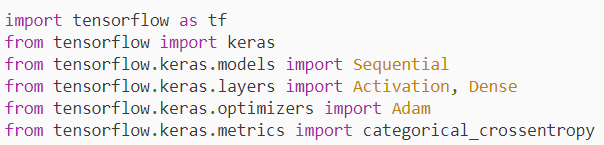 import tensorflow as tf
from tensorflow import keras
from tensorflow.keras.models import Sequential
from tensorflow.keras.layers import Activation, Dense
from tensorflow.keras.optimizers import Adam
from tensorflow.keras.metrics import categorical_crossentropy